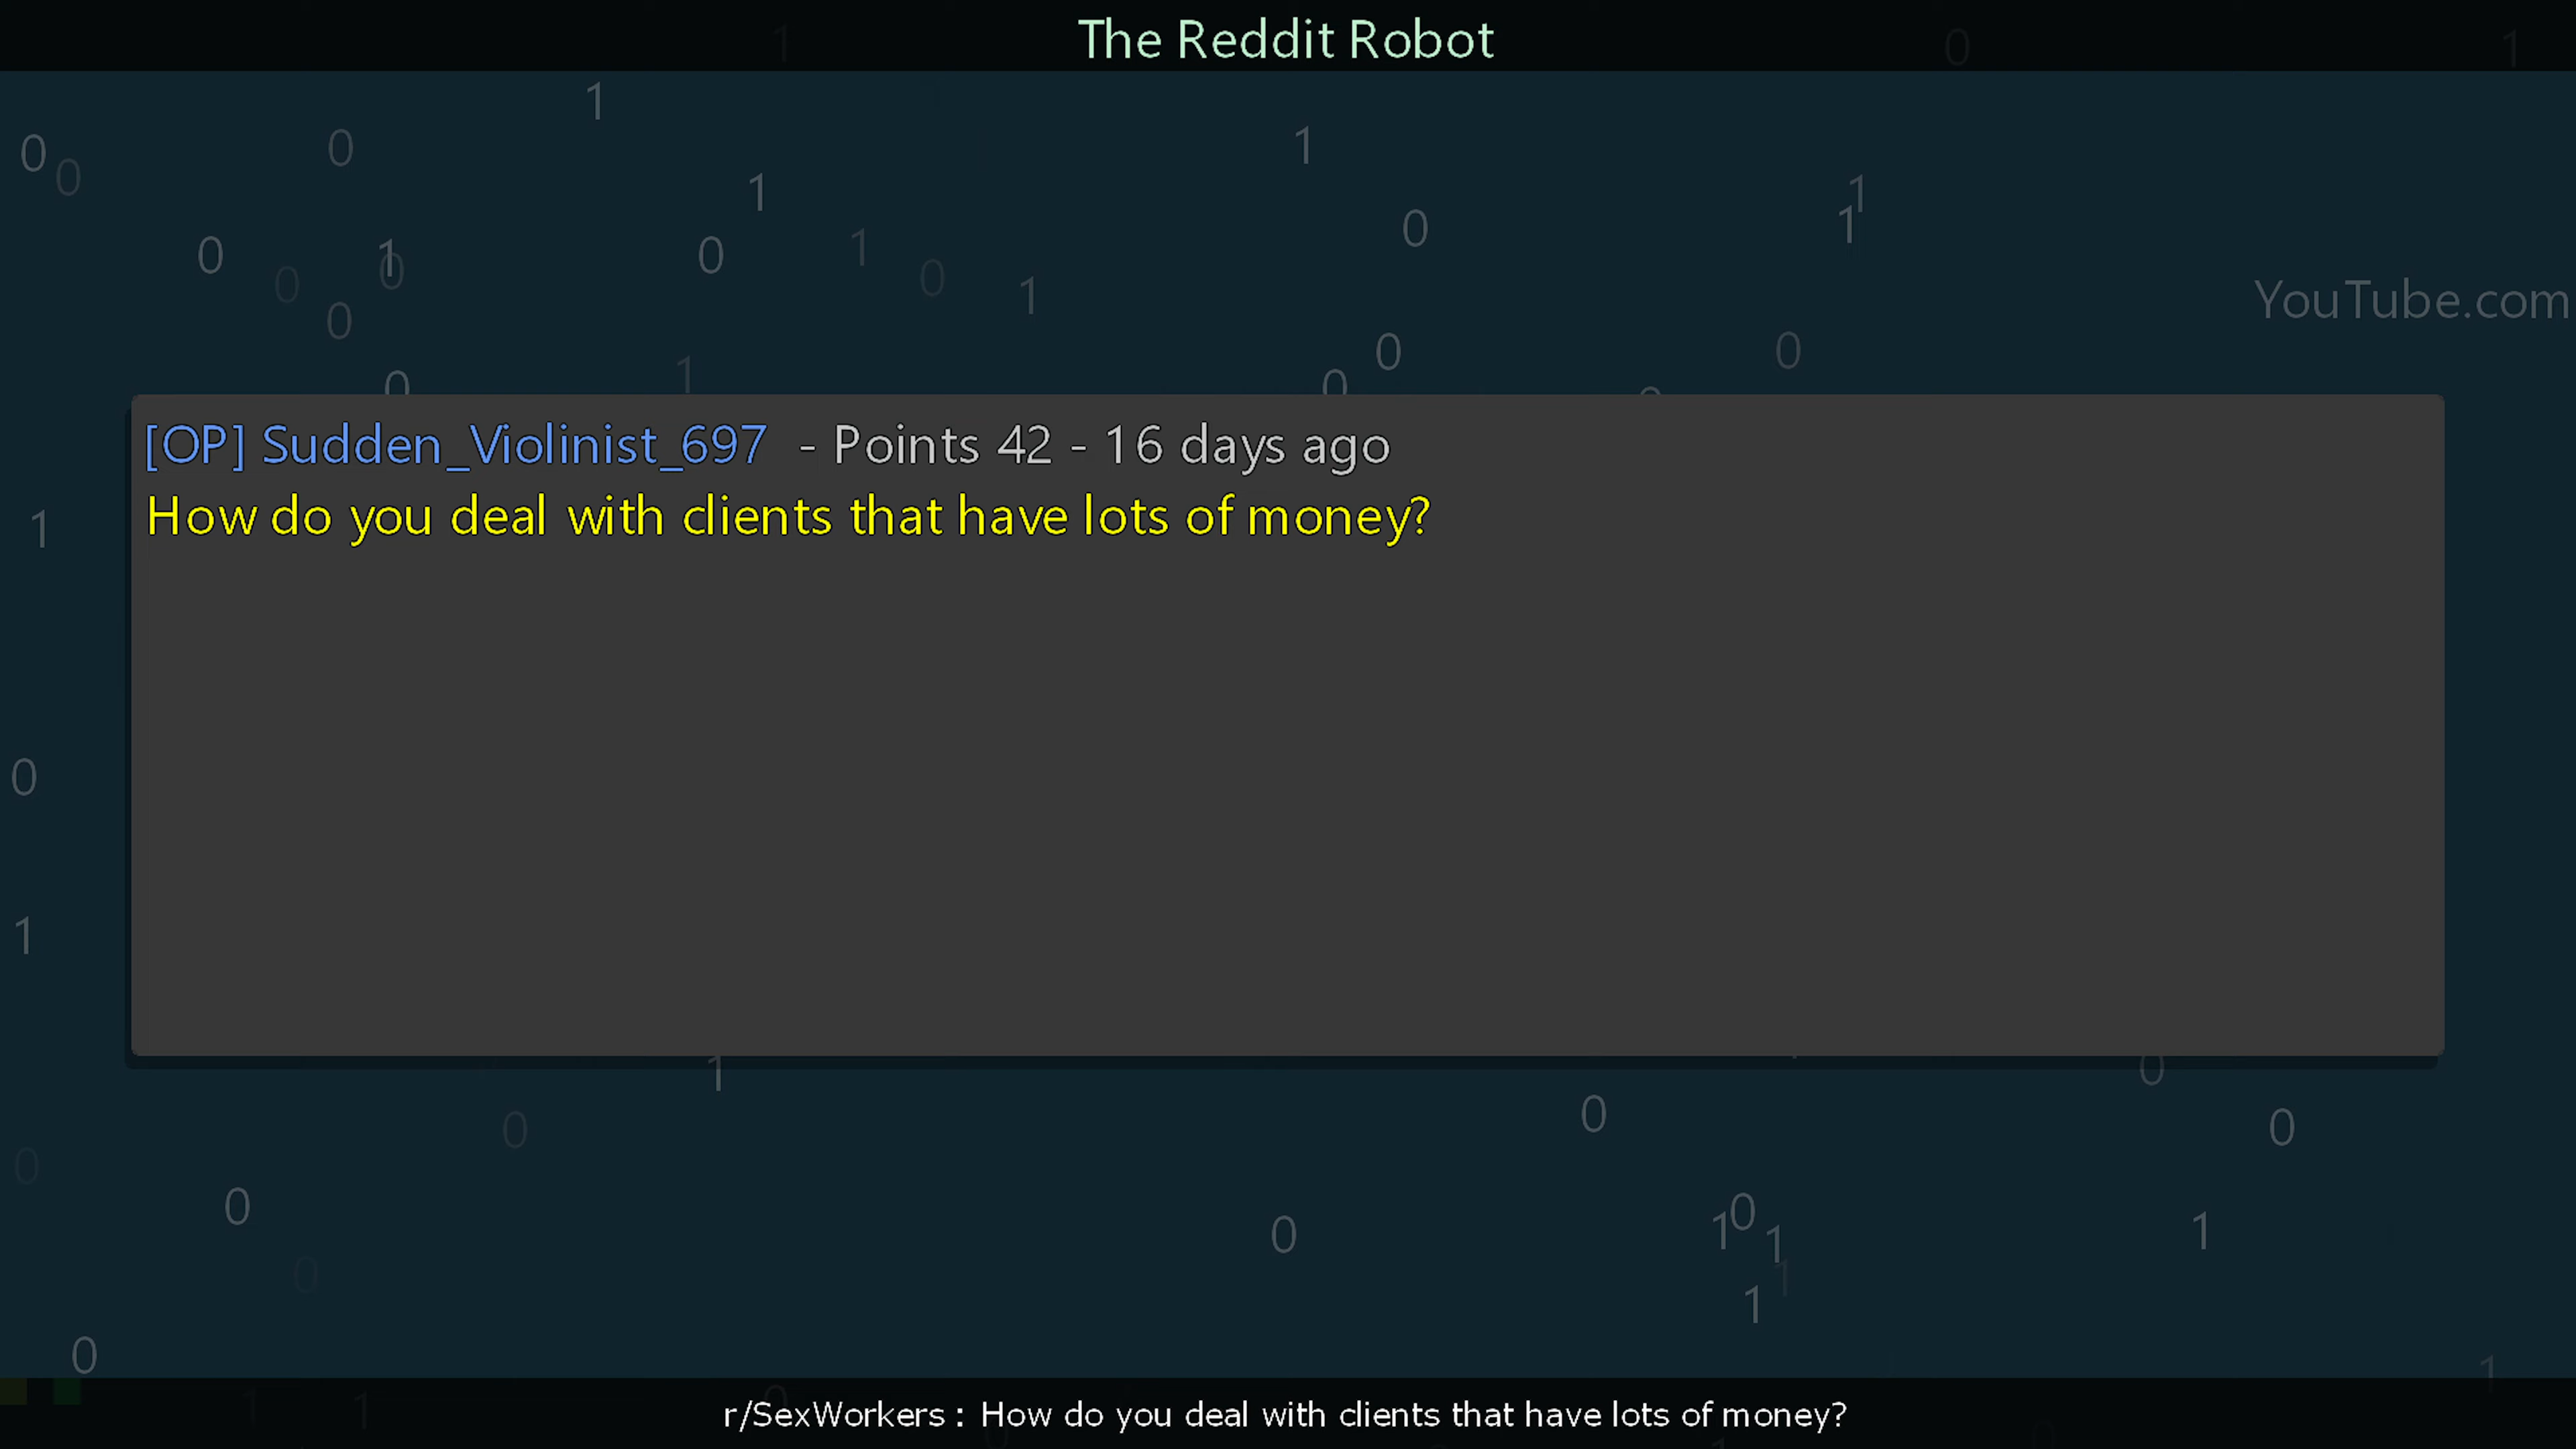 The Reddit Robot
YouTube.com
[OP] Sudden_Violinist_697 - Points 42 - 16 days ago
How do you deal with clients that have lots of money?
r/SexWorkers : How do you deal with clients that have lots of money?